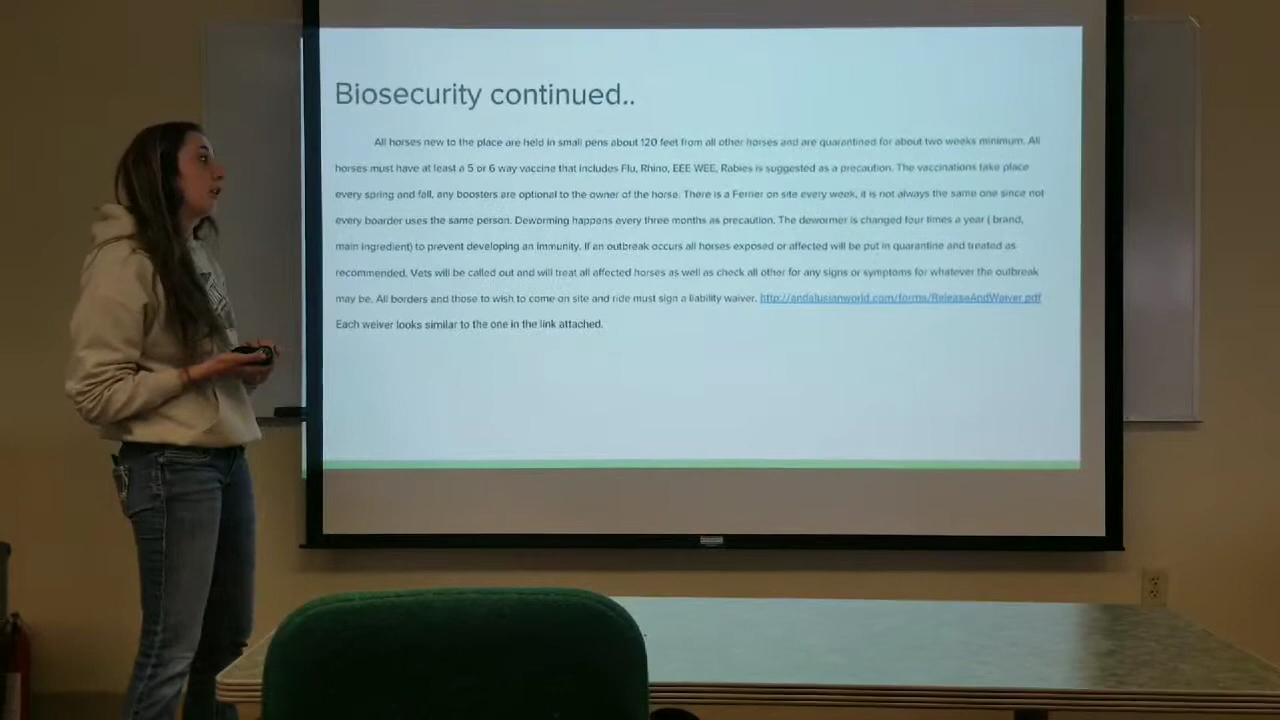 Biosecurity continued..
All horses new to the place are held in small pens about 120 feet from all other horses and are quarantined for about two weeks minimum. All
horses must have at least a 5 or 6 way vaccine that includes Flu, Rhino, EEE WEE, Rabies is suggested as a precaution. The vaccinations take place
every spring and fall, any boosters are optional to the owner of the horse. There is a Ferrier on site every week, it is not always the same one since not
every boarder uses the same person. Deworming happens every three months as precaution. The dewormer is changed four times a year ( brand,
main ingredient) to prevent developing an immunity. If an outbreak occurs all horses exposed or affected will be put in quarantine and treated as
recommended. Vets will be called out and will treat all affected horses as well as check all other for any signs or symptoms for whatever the outbreak
may be. All borders and those to wish to come on site and ride must sign a liability waiver. http://andalusianworld.com/forms/ReleaseAndWaiver.pdf
Each weiver looks similar to the one in the link attached.